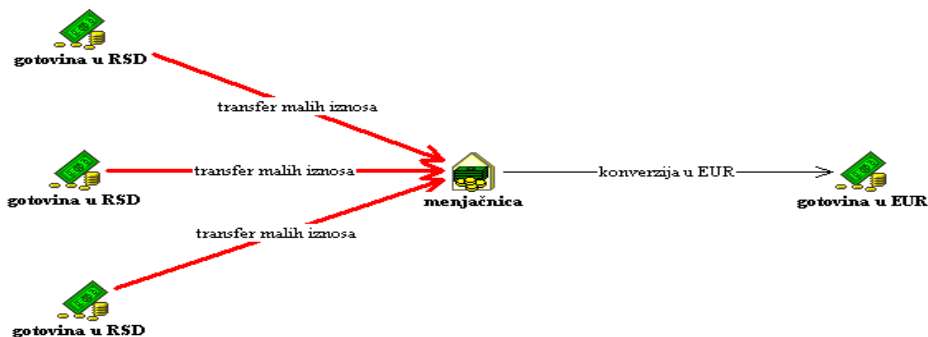 gotovina u RSD
transfer malih iznosa
gotovina u RSD
transfer malih iznosa
menjačnica
konverzija u EUR
gotovina u EUR
transfer malih iznosa
gotovina u RSD